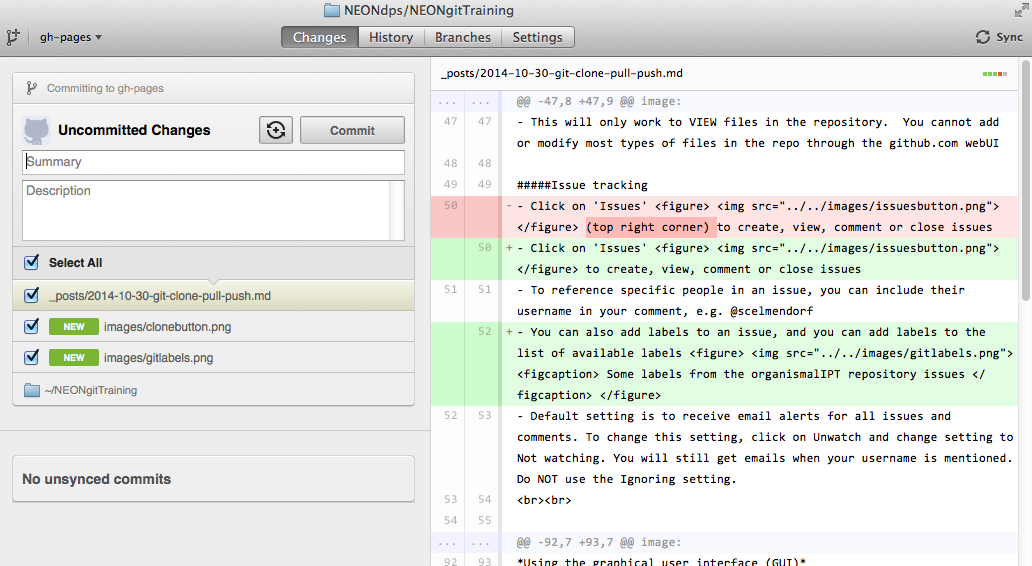 NEONdps/NEONgitTraining
gh-pages
Changes
History
Branches
Settings
Sync
Committing to gh-pages
Uncommitted Changes
Commit
Summary
Description
Select All
_posts/2014-10-30-git-clone-pull-push.md
NEW images/clonebutton.png
NEW images/gitlabels.png
~/NEONgitTraining
No unsynced commits
_posts/2014-10-30-git-clone-pull-push.md
... ... @@ -47,8 +47,9 @@ image:
47 47 - This will only work to VIEW files in the repository.  You cannot add
or modify most types of files in the repo through the github.com webUI
48 48
49 49 #####Issue tracking
50 - - Click on 'Issues' <figure> <img src="../../images/issuesbutton.png">
</figure> (top right corner) to create, view, comment or close issues
50 + - Click on 'Issues' <figure> <img src="../../images/issuesbutton.png">
</figure> to create, view, comment or close issues
51 51 - To reference specific people in an issue, you can include their
username in your comment, e.g. @scelmendorf
52 + - You can also add labels to an issue, and you can add labels to the
list of available labels <figure> <img src="../../images/gitlabels.png">
<figcaption> Some labels from the organismalIPT repository issues </
figcaption> </figure>
52 53 - Default setting is to receive email alerts for all issues and
comments. To change this setting, click on Unwatch and change setting to
Not watching. You will still get emails when your username is mentioned.
Do NOT use the Ignoring setting.
53 54 <br><br>
54 55
... ... @@ -92,7 +93,7 @@ image:
92 93 *Using the graphical user interface (GUI)*